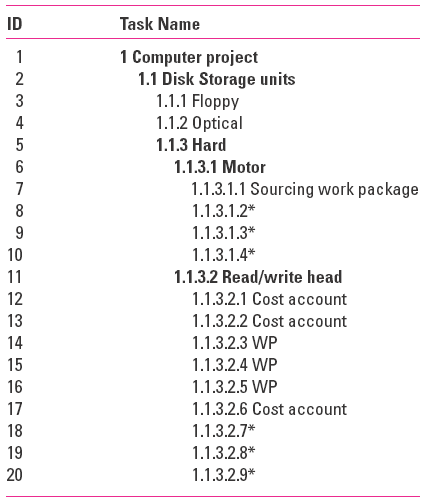 ID Task Name
1 1 Computer project
2 1.1 Disk Storage units
3 1.1.1 Floppy
4 1.1.2 Optical
5 1.1.3 Hard
6 1.1.3.1 Motor
7 1.1.3.1.1 Sourcing work package
8 1.1.3.1.2*
9 1.1.3.1.3*
10 1.1.3.1.4*
11 1.1.3.2 Read/write head
12 1.1.3.2.1 Cost account
13 1.1.3.2.2 Cost account
14 1.1.3.2.3 WP
15 1.1.3.2.4 WP
16 1.1.3.2.5 WP
17 1.1.3.2.6 Cost account
18 1.1.3.2.7*
19 1.1.3.2.8*
20 1.1.3.2.9*